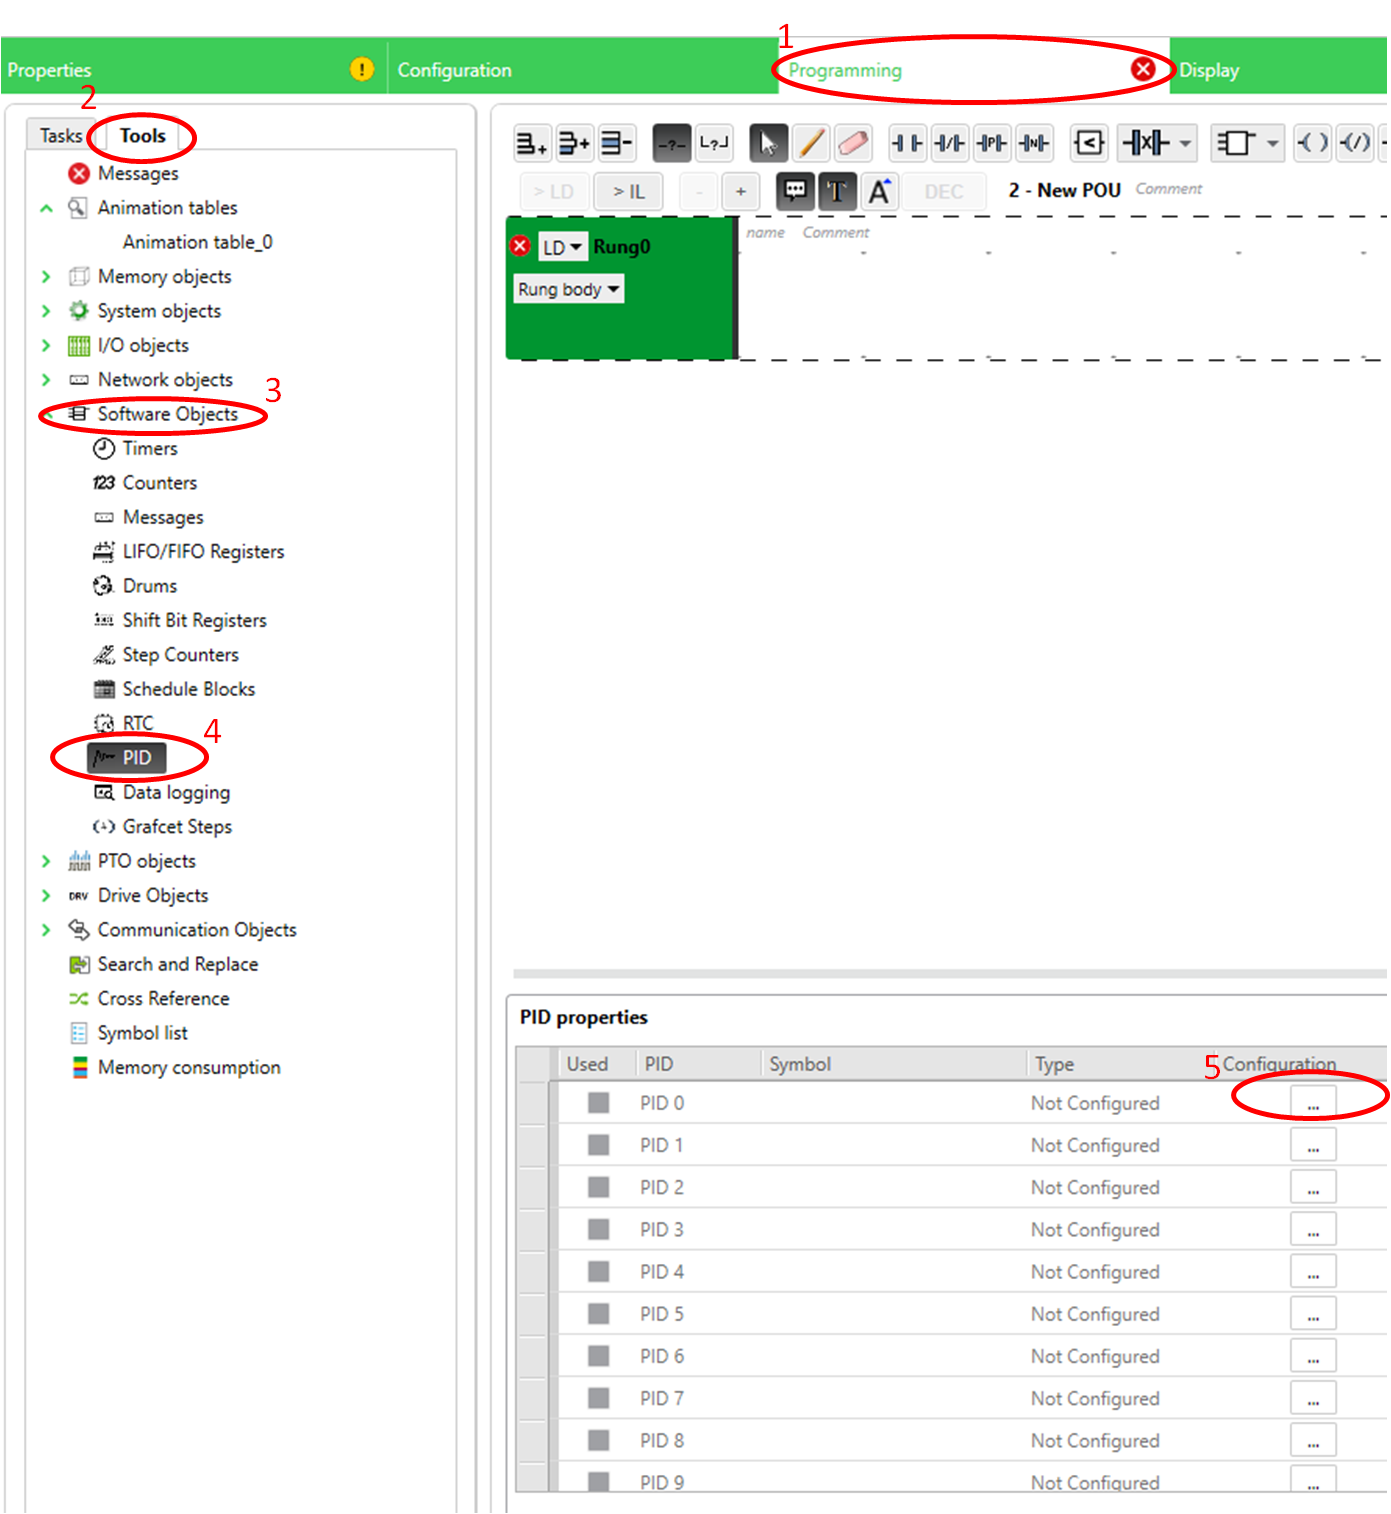 1
Properties ! Configuration Programming Display
2
Tasks Tools
Messages
Animation tables
Animation table_0
Memory objects
System objects
I/O objects
Network objects
3
Software Objects
Timers
123 Counters
Messages
LIFO/FIFO Registers
Drums
Shift Bit Registers
Step Counters
Schedule Blocks
RTC
4
PID
Data logging
Grafcet Steps
PTO objects
DRV Drive Objects
Communication Objects
Search and Replace
Cross Reference
Symbol list
Memory consumption
-?- L?┘ P N < X
> LD > IL - + T A DEC 2 - New POU Comment
LD Rung0 name Comment
Rung body
PID properties
Used PID Symbol Type Configuration
5
PID 0 Not Configured ...
PID 1 Not Configured ...
PID 2 Not Configured ...
PID 3 Not Configured ...
PID 4 Not Configured ...
PID 5 Not Configured ...
PID 6 Not Configured ...
PID 7 Not Configured ...
PID 8 Not Configured ...
PID 9 Not Configured ...